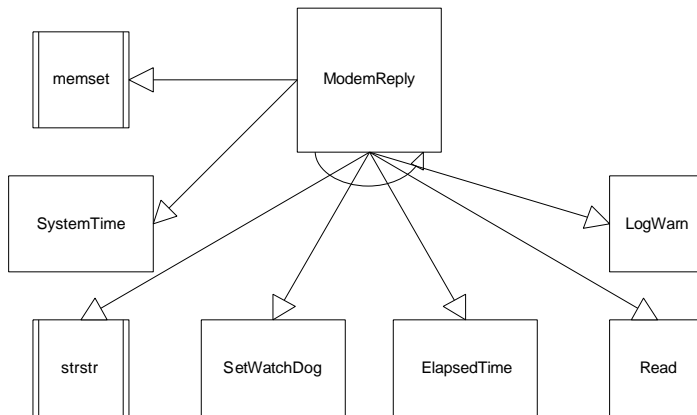 ModemReply
memset
SystemTime
LogWarn
strstr
SetWatchDog
ElapsedTime
Read